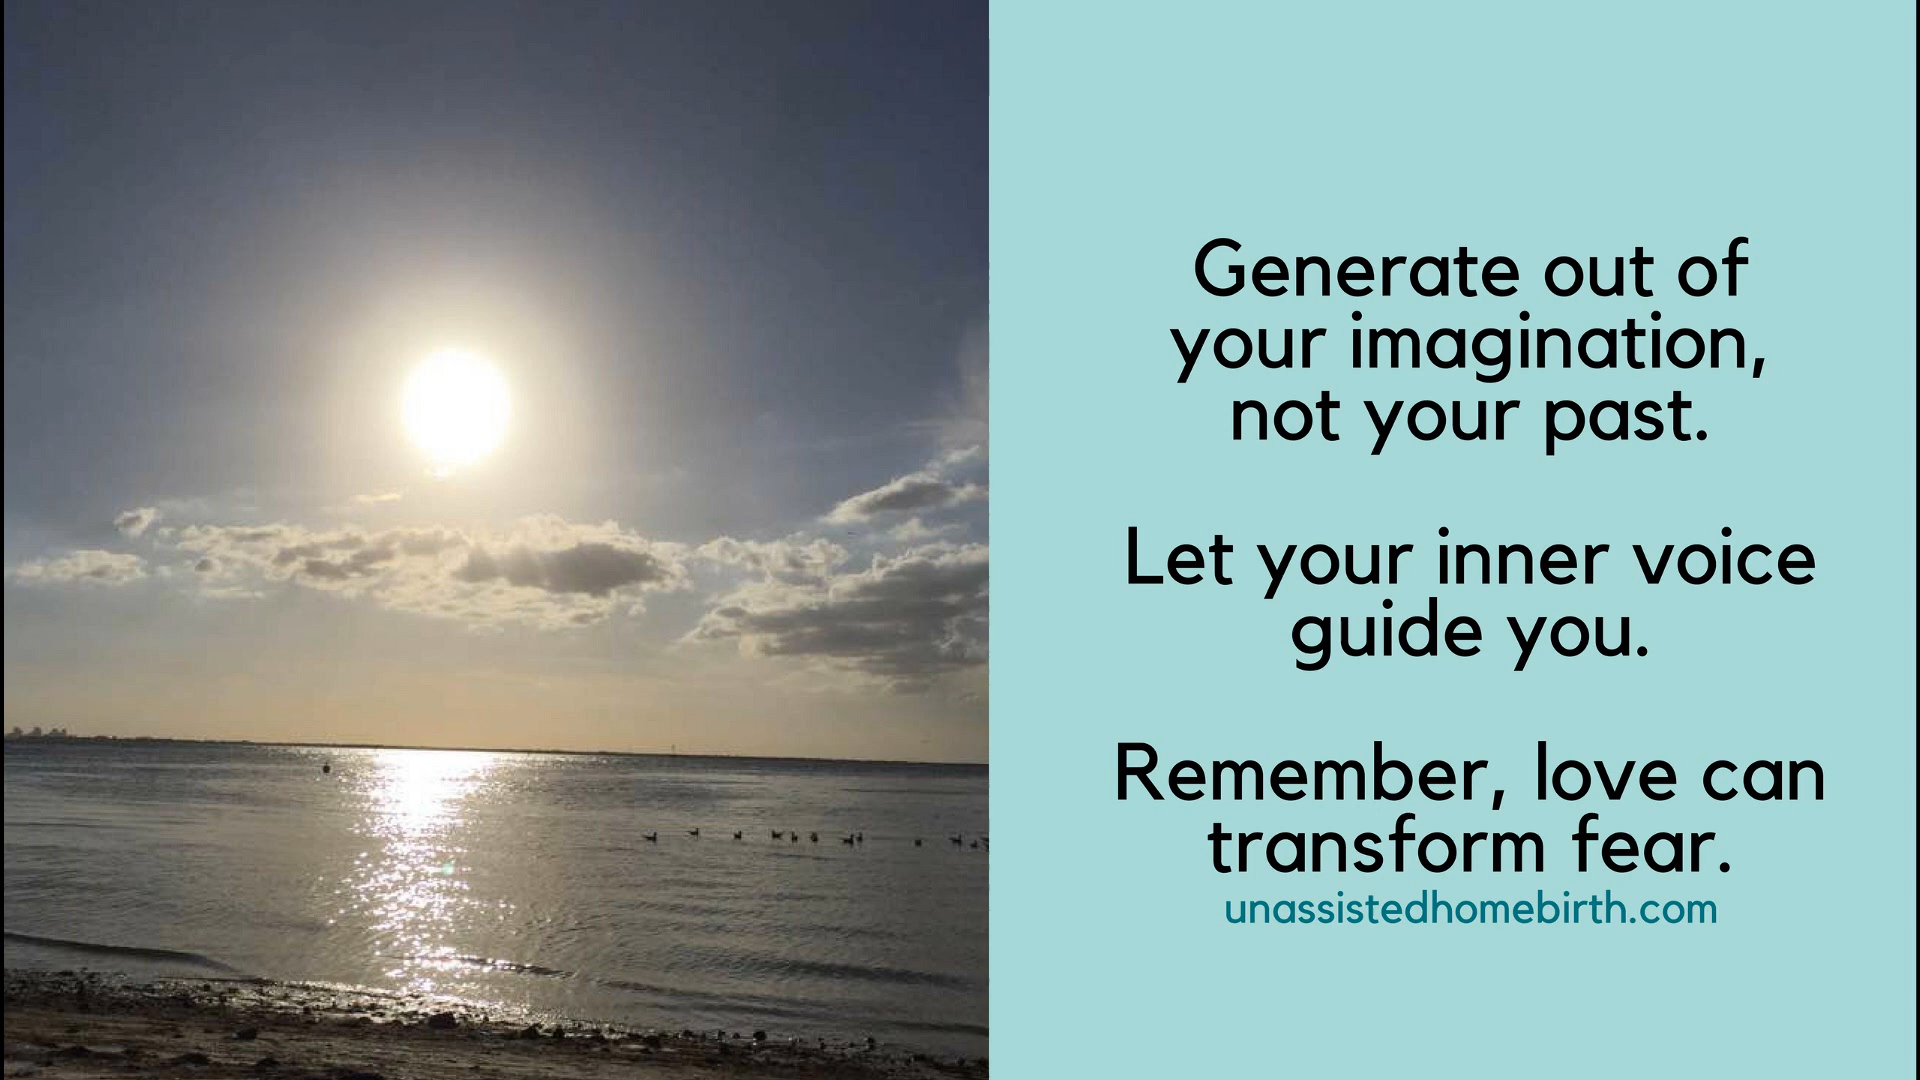 Generate out of
your imagination,
not your past.
Let your inner voice
guide you.
Remember, love can
transform fear.
unassistedhomebirth.com